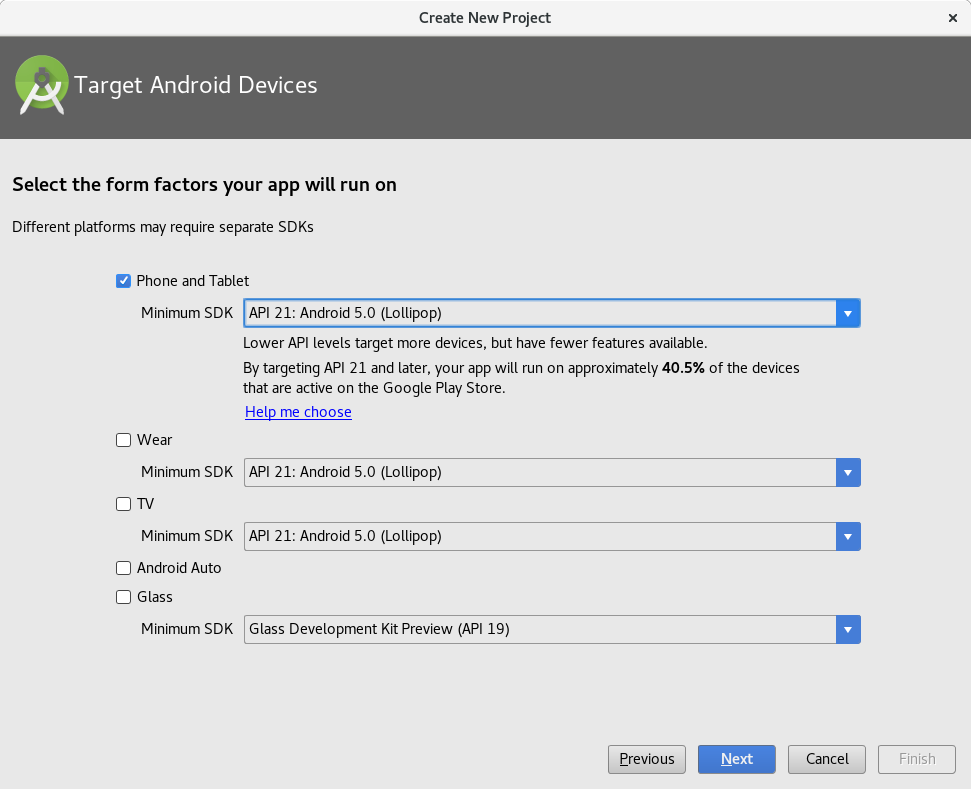 Create New Project
Target Android Devices
Select the form factors your app will run on
Different platforms may require separate SDKs
Phone and Tablet
Minimum SDK API 21: Android 5.0 (Lollipop)
Lower API levels target more devices, but have fewer features available.
By targeting API 21 and later, your app will run on approximately 40.5% of the devices
that are active on the Google Play Store.
Help me choose
Wear
Minimum SDK API 21: Android 5.0 (Lollipop)
TV
Minimum SDK API 21: Android 5.0 (Lollipop)
Android Auto
Glass
Minimum SDK Glass Development Kit Preview (API 19)
Previous Next Cancel Finish